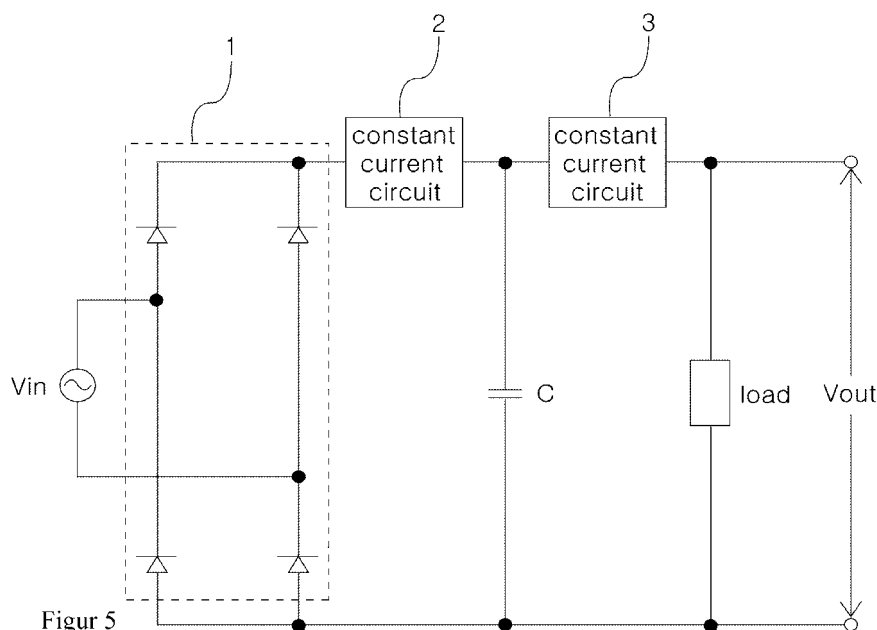 1
2
3
constant
current
circuit
constant
current
circuit
Vin
C
load
Vout
Figur 5